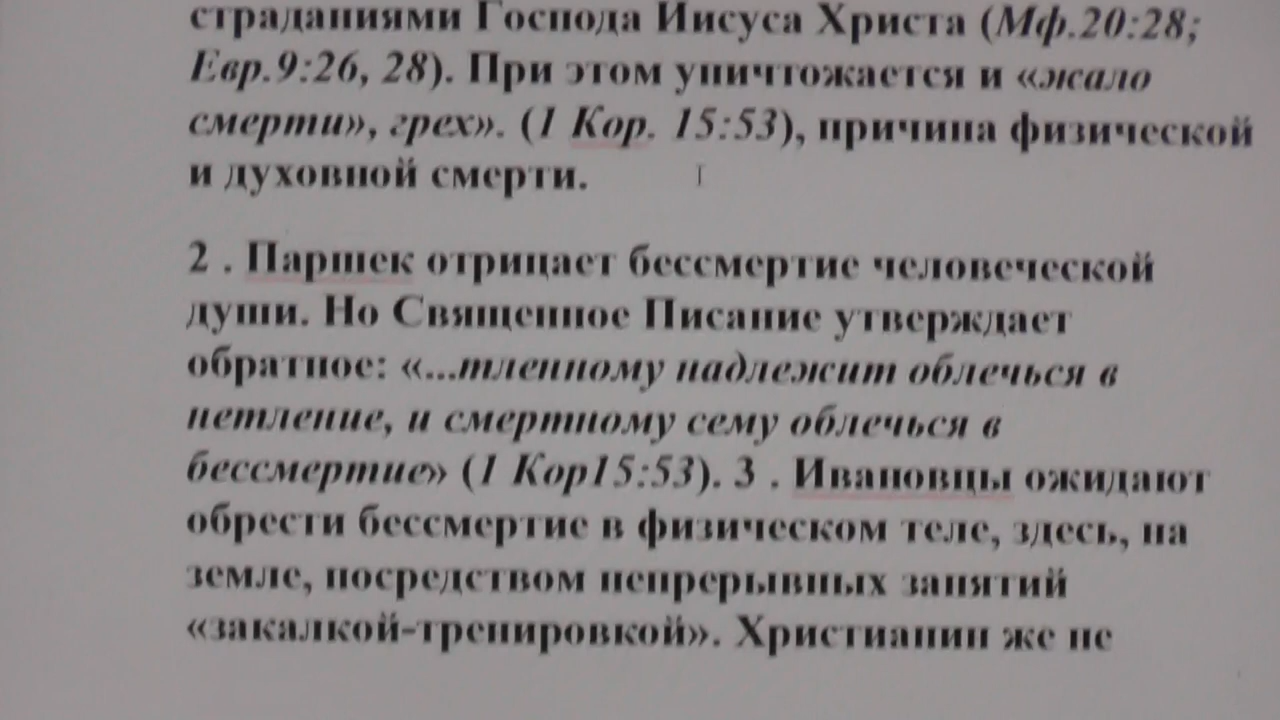 страданиями Господа Иисуса Христа (Мф.20:28;
Евр.9:26, 28). При этом уничтожается и «жало
смерти», грех». (1 Кор. 15:53), причина физической
и духовной смерти.
2 . Паршек отрицает бессмертие человеческой
души. Но Священное Писание утверждает
обратное: «...тленному надлежит облечься в
нетление, и смертному сему облечься в
бессмертие» (1 Кор15:53). 3 . Ивановцы ожидают
обрести бессмертие в физическом теле, здесь, на
земле, посредством непрерывных занятий
«закалкой-тренировкой». Христианин же не